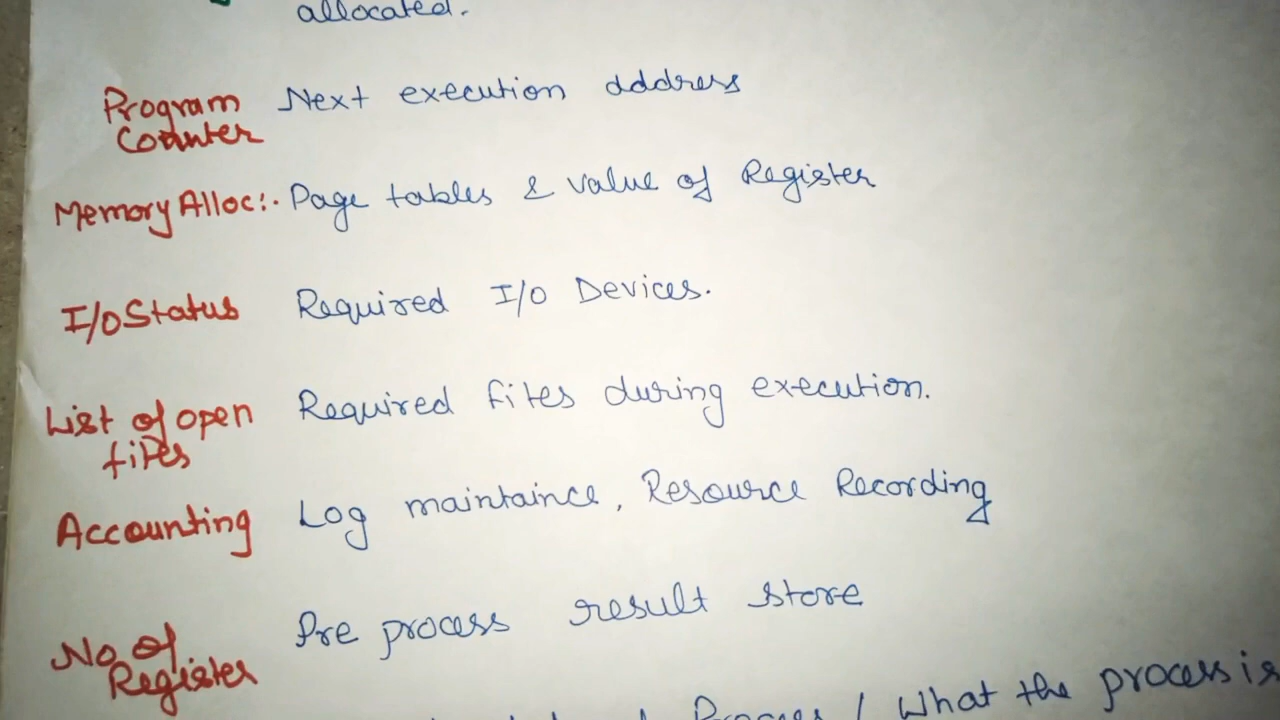 allocated.
Program Counter Next execution address
Memory Alloc:. Page tables & value of Register
I/O Status Required I/O Devices.
List of open files Required files during execution.
Accounting Log maintaince, Resource Recording
No of Register Pre process result store
Process / What the process is